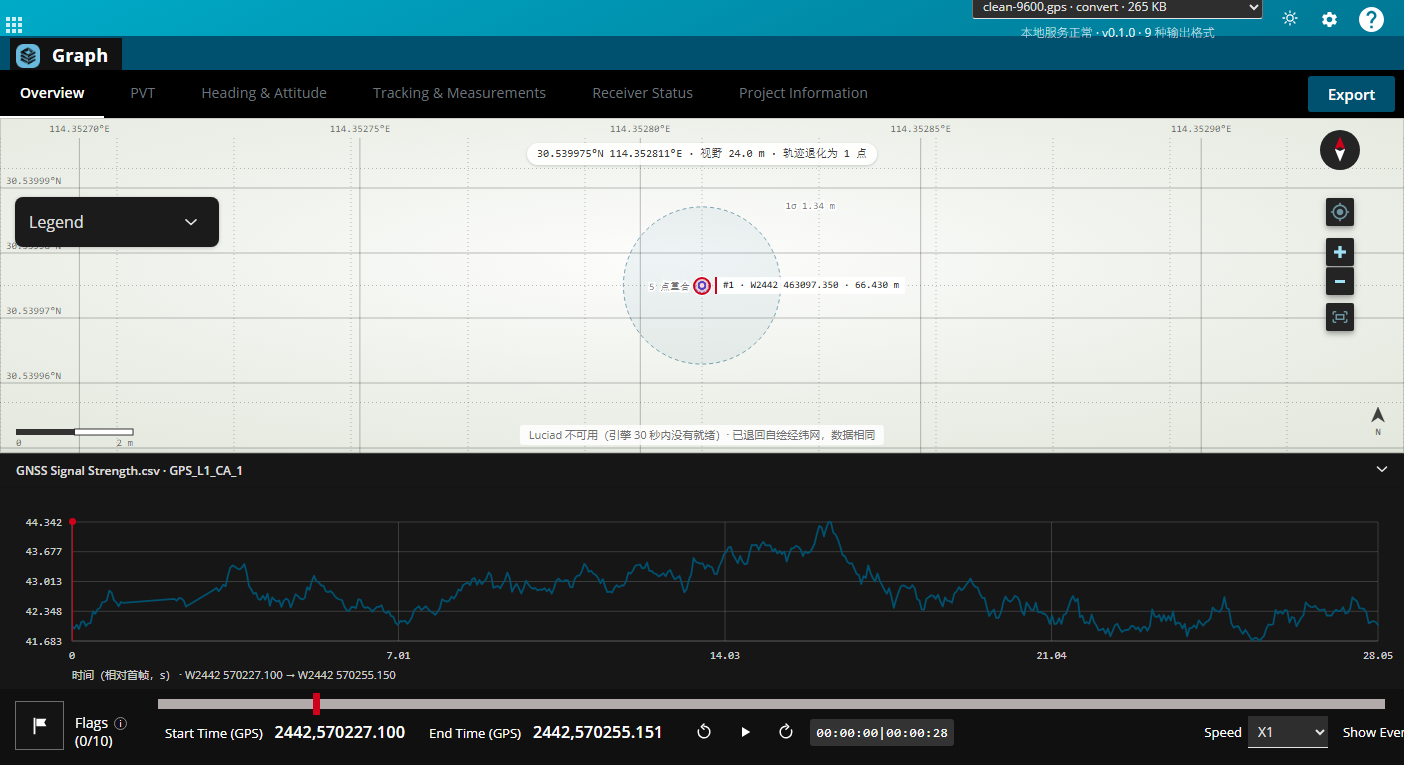 clean-9600.gps · convert · 265 KB
本地服务正常 · v0.1.0 · 9 种输出格式
Graph
Overview PVT Heading & Attitude Tracking & Measurements Receiver Status Project Information Export
114.35270°E 114.35275°E 114.35280°E 114.35285°E 114.35290°E
30.539975°N 114.352811°E · 视野 24.0 m · 轨迹退化为 1 点
30.53999°N
1σ 1.34 m
Legend
5 点重合 #1 · W2442 463097.350 · 66.430 m
30.53997°N
30.53996°N
0 2 m
N
Luciad 不可用（引擎 30 秒内没有就绪）· 已退回自绘经纬网，数据相同
GNSS Signal Strength.csv · GPS_L1_CA_1
44.342
43.677
43.013
42.348
41.683
0 7.01 14.03 21.04 28.05
时间（相对首帧，s） · W2442 570227.100 → W2442 570255.150
Flags
(0/10)
Start Time (GPS) 2442,570227.100 End Time (GPS) 2442,570255.151 00:00:00|00:00:28 Speed X1 Show Even